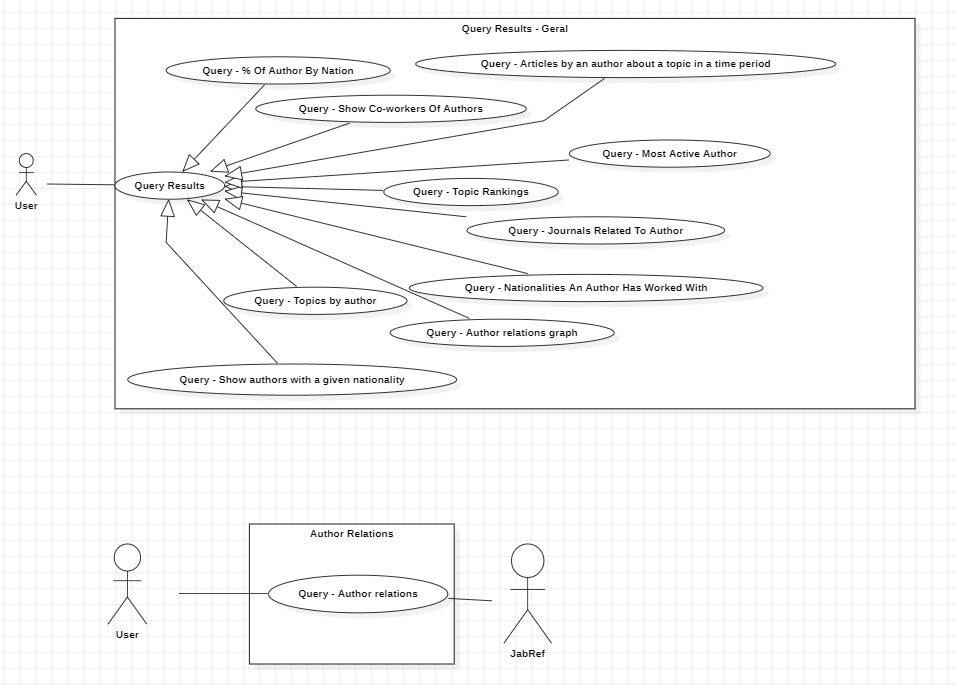 Query Results - Geral
Query - % Of Author By Nation
Query - Articles by an author about a topic in a time period
Query - Show Co-workers Of Authors
Query - Most Active Author
Query Results
Query - Topic Rankings
User
Query - Journals Related To Author
Query - Nationalities An Author Has Worked With
Query - Topics by author
Query - Author relations graph
Query - Show authors with a given nationality
Author Relations
Query - Author relations
User
JabRef